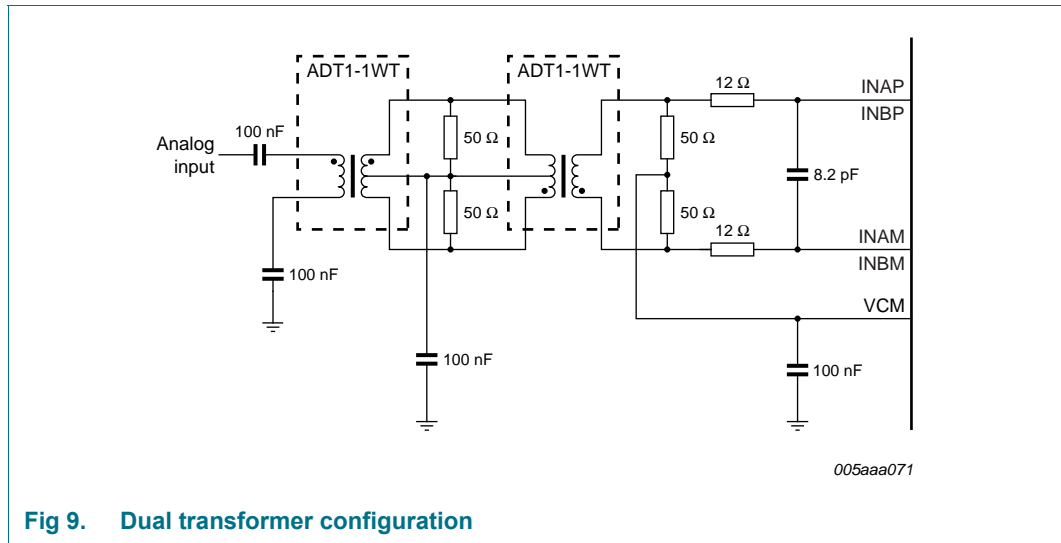 ADT1-1WT
ADT1-1WT
Analog
input
100 nF
100 nF
50 Ω
50 Ω
100 nF
50 Ω
50 Ω
12 Ω
12 Ω
8.2 pF
INAP
INBP
INAM
INBM
VCM
100 nF
005aaa071
Fig 9. Dual transformer configuration